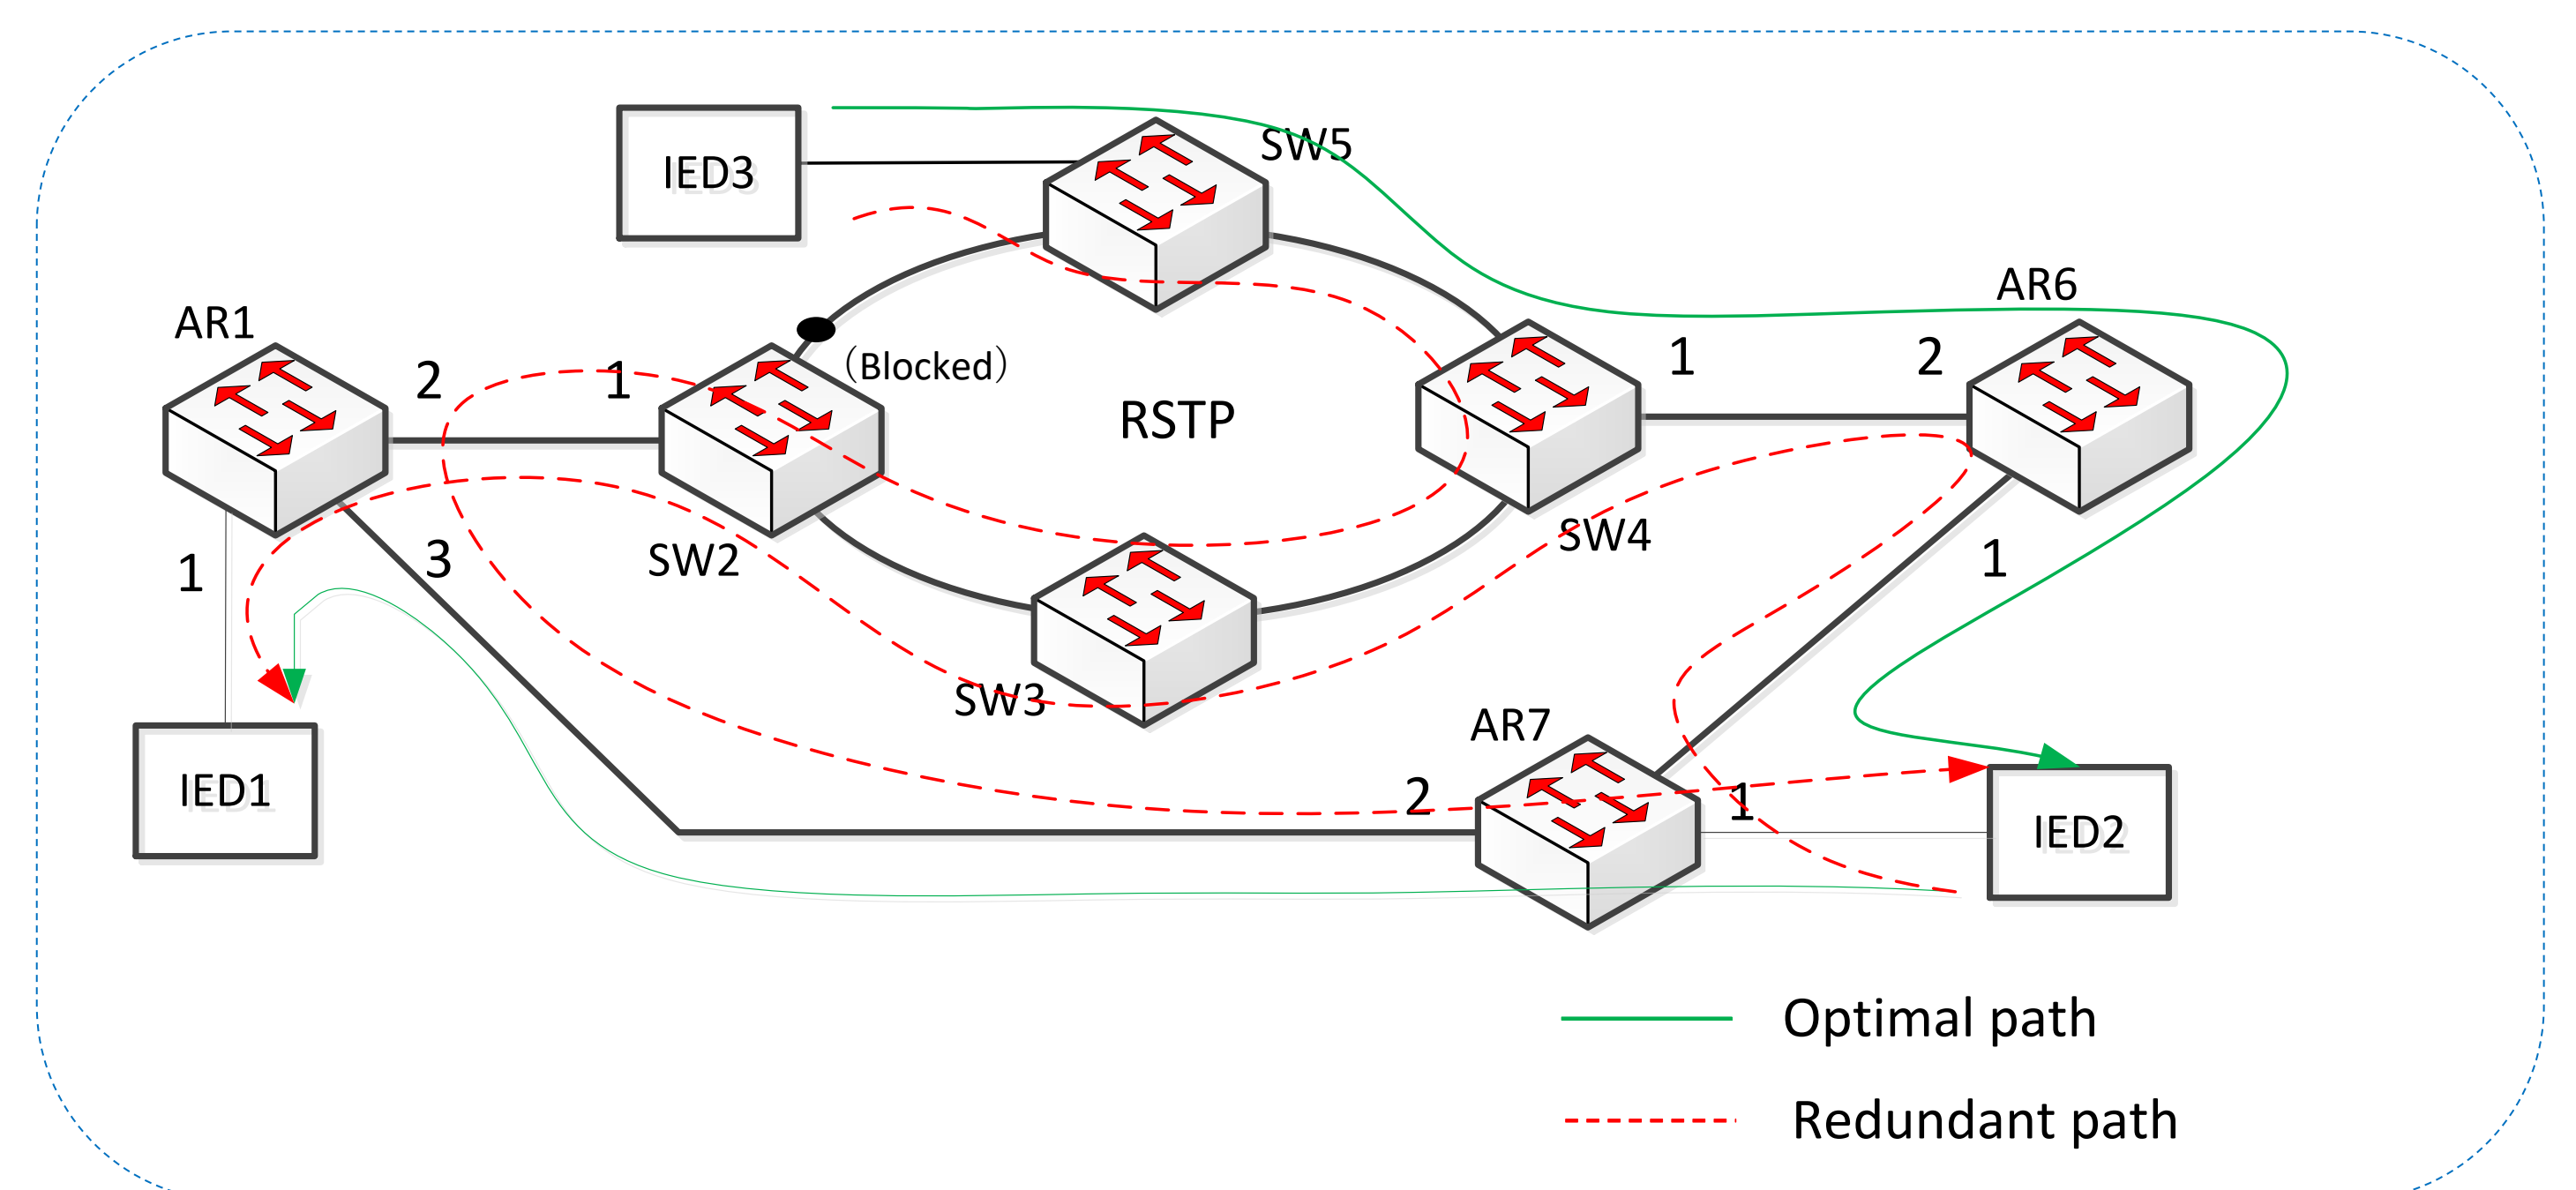 SW5
IED3
AR6
AR1
2
1
（Blocked）
RSTP
1
2
SW2
SW4
1
3
1
SW3
AR7
IED1
2
1
IED2
Optimal path
Redundant path